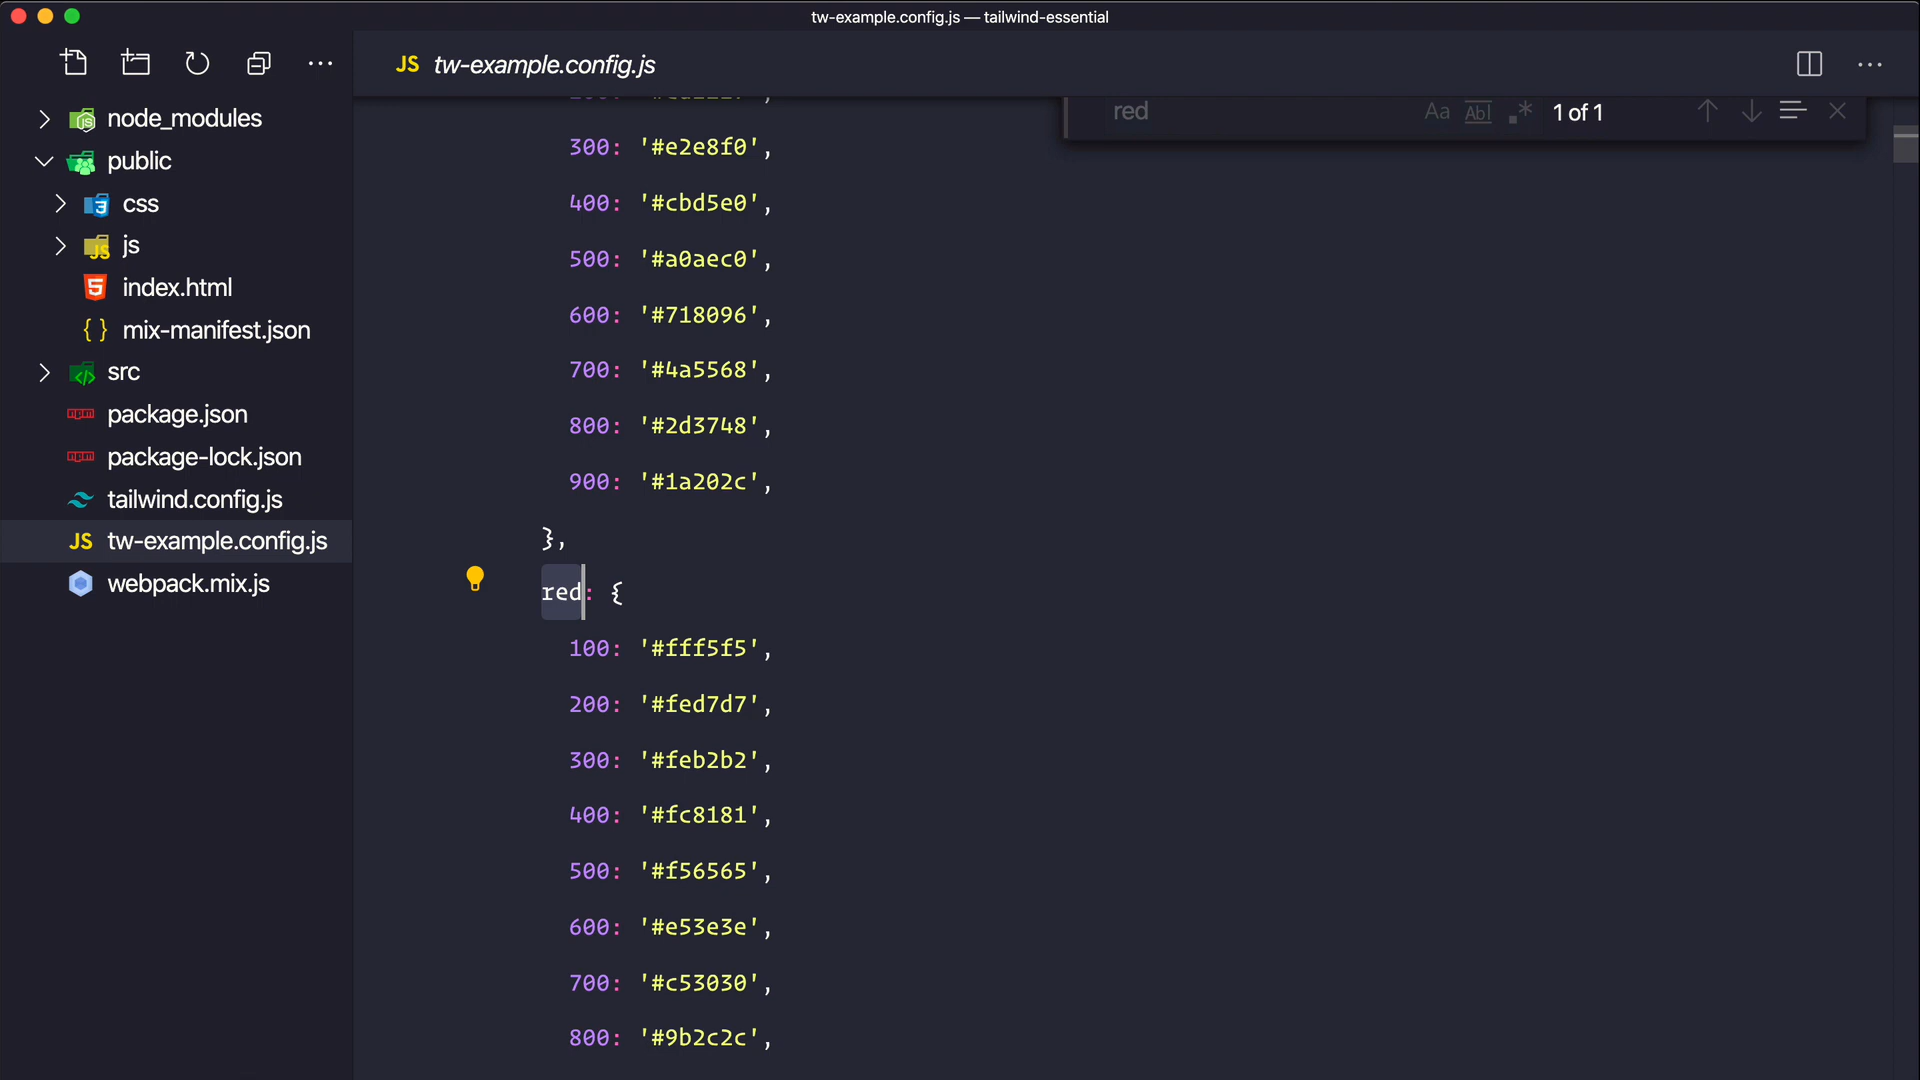 tw-example.config.js — tailwind-essential
JS tw-example.config.js
red Aa Abl .* 1 of 1
node_modules
public
css
js
index.html
mix-manifest.json
src
package.json
package-lock.json
tailwind.config.js
JS tw-example.config.js
webpack.mix.js
300: '#e2e8f0',
400: '#cbd5e0',
500: '#a0aec0',
600: '#718096',
700: '#4a5568',
800: '#2d3748',
900: '#1a202c',
},
red: {
100: '#fff5f5',
200: '#fed7d7',
300: '#feb2b2',
400: '#fc8181',
500: '#f56565',
600: '#e53e3e',
700: '#c53030',
800: '#9b2c2c',